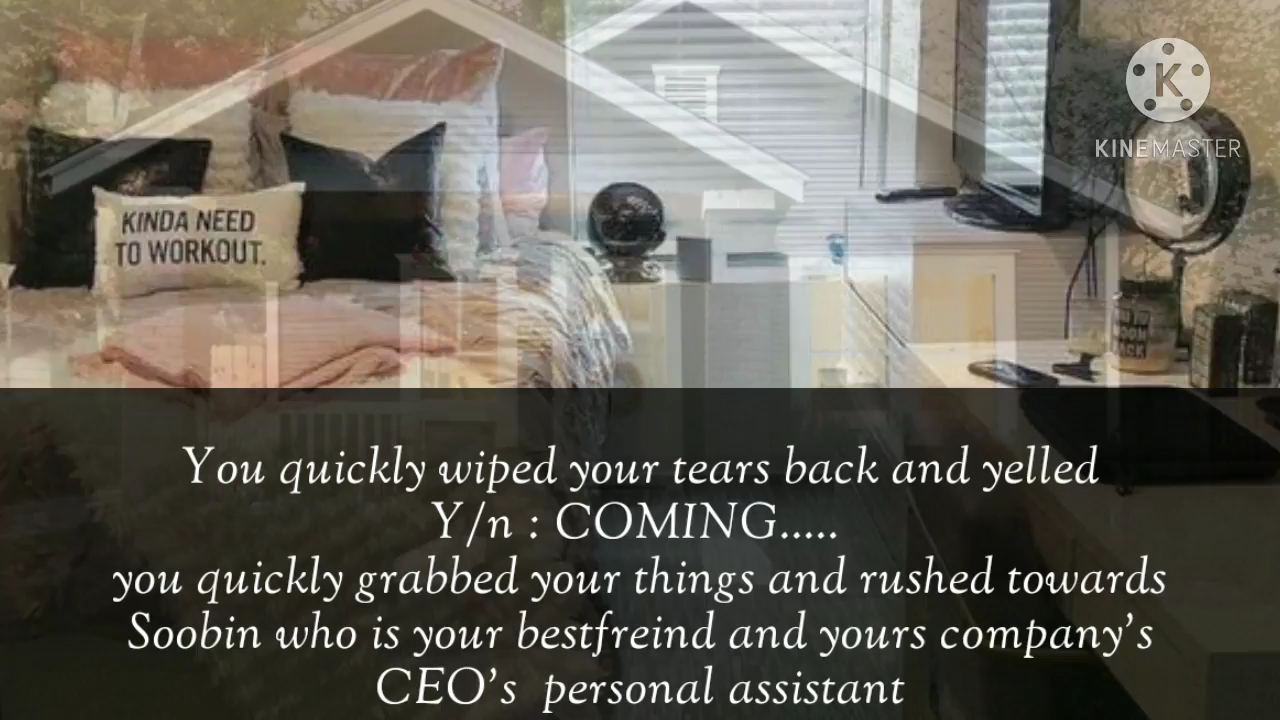 KINEMASTER
KINDA NEED
TO WORKOUT.
You quickly wiped your tears back and yelled
Y/n : COMING.....
you quickly grabbed your things and rushed towards
Soobin who is your bestfreind and yours company's
CEO's personal assistant